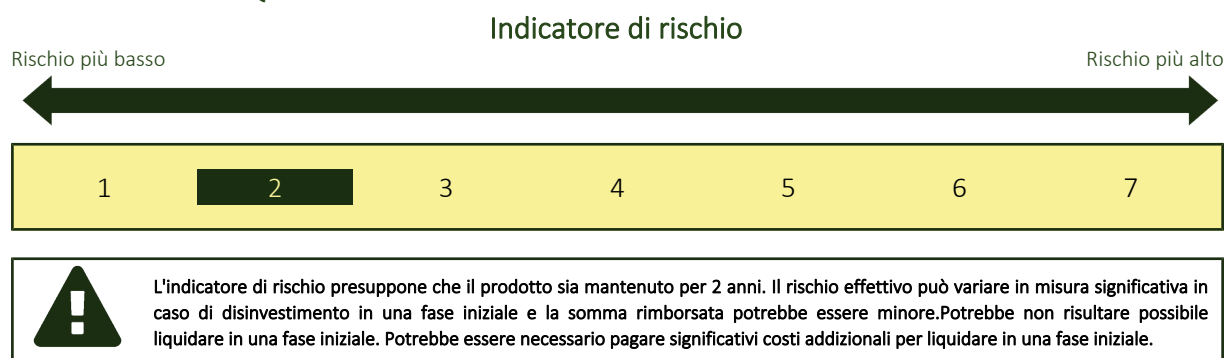 Indicatore di rischio
Rischio più basso
Rischio più alto
1 2 3 4 5 6 7
L'indicatore di rischio presuppone che il prodotto sia mantenuto per 2 anni. Il rischio effettivo può variare in misura significativa in
caso di disinvestimento in una fase iniziale e la somma rimborsata potrebbe essere minore.Potrebbe non risultare possibile
liquidare in una fase iniziale. Potrebbe essere necessario pagare significativi costi addizionali per liquidare in una fase iniziale.